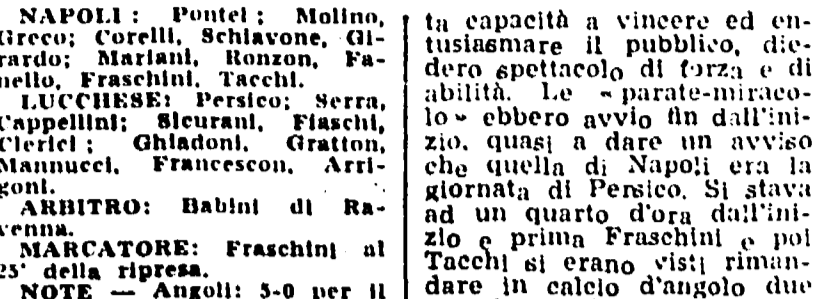 NAPOLI: Pontel; Molino,
Greco; Corelli, Schiavone, Gi-
rardo; Mariani, Ronzon, Fa-
nello, Fraschini, Tacchi.
LUCCHESE: Persico; Serra,
Cappellini; Sicurani, Fiaschi,
Clerici; Ghiadoni, Gratton,
Mannucci, Francescon, Arri-
goni.
ARBITRO: Babini di Ra-
venna.
MARCATORE: Fraschini al
25' della ripresa.
NOTE — Angoli: 5-0 per il
ta capacità a vincere ed en-
tusiasmare il pubblico, die-
dero spettacolo di forza e di
abilità. Le « parate-miraco-
lo » ebbero avvio fin dall'ini-
zio, quasi a dare un avviso
che quella di Napoli era la
giornata di Persico. Si stava
ad un quarto d'ora dall'ini-
zio e prima Fraschini e poi
Tacchi si erano visti riman-
dare in calcio d'angolo due